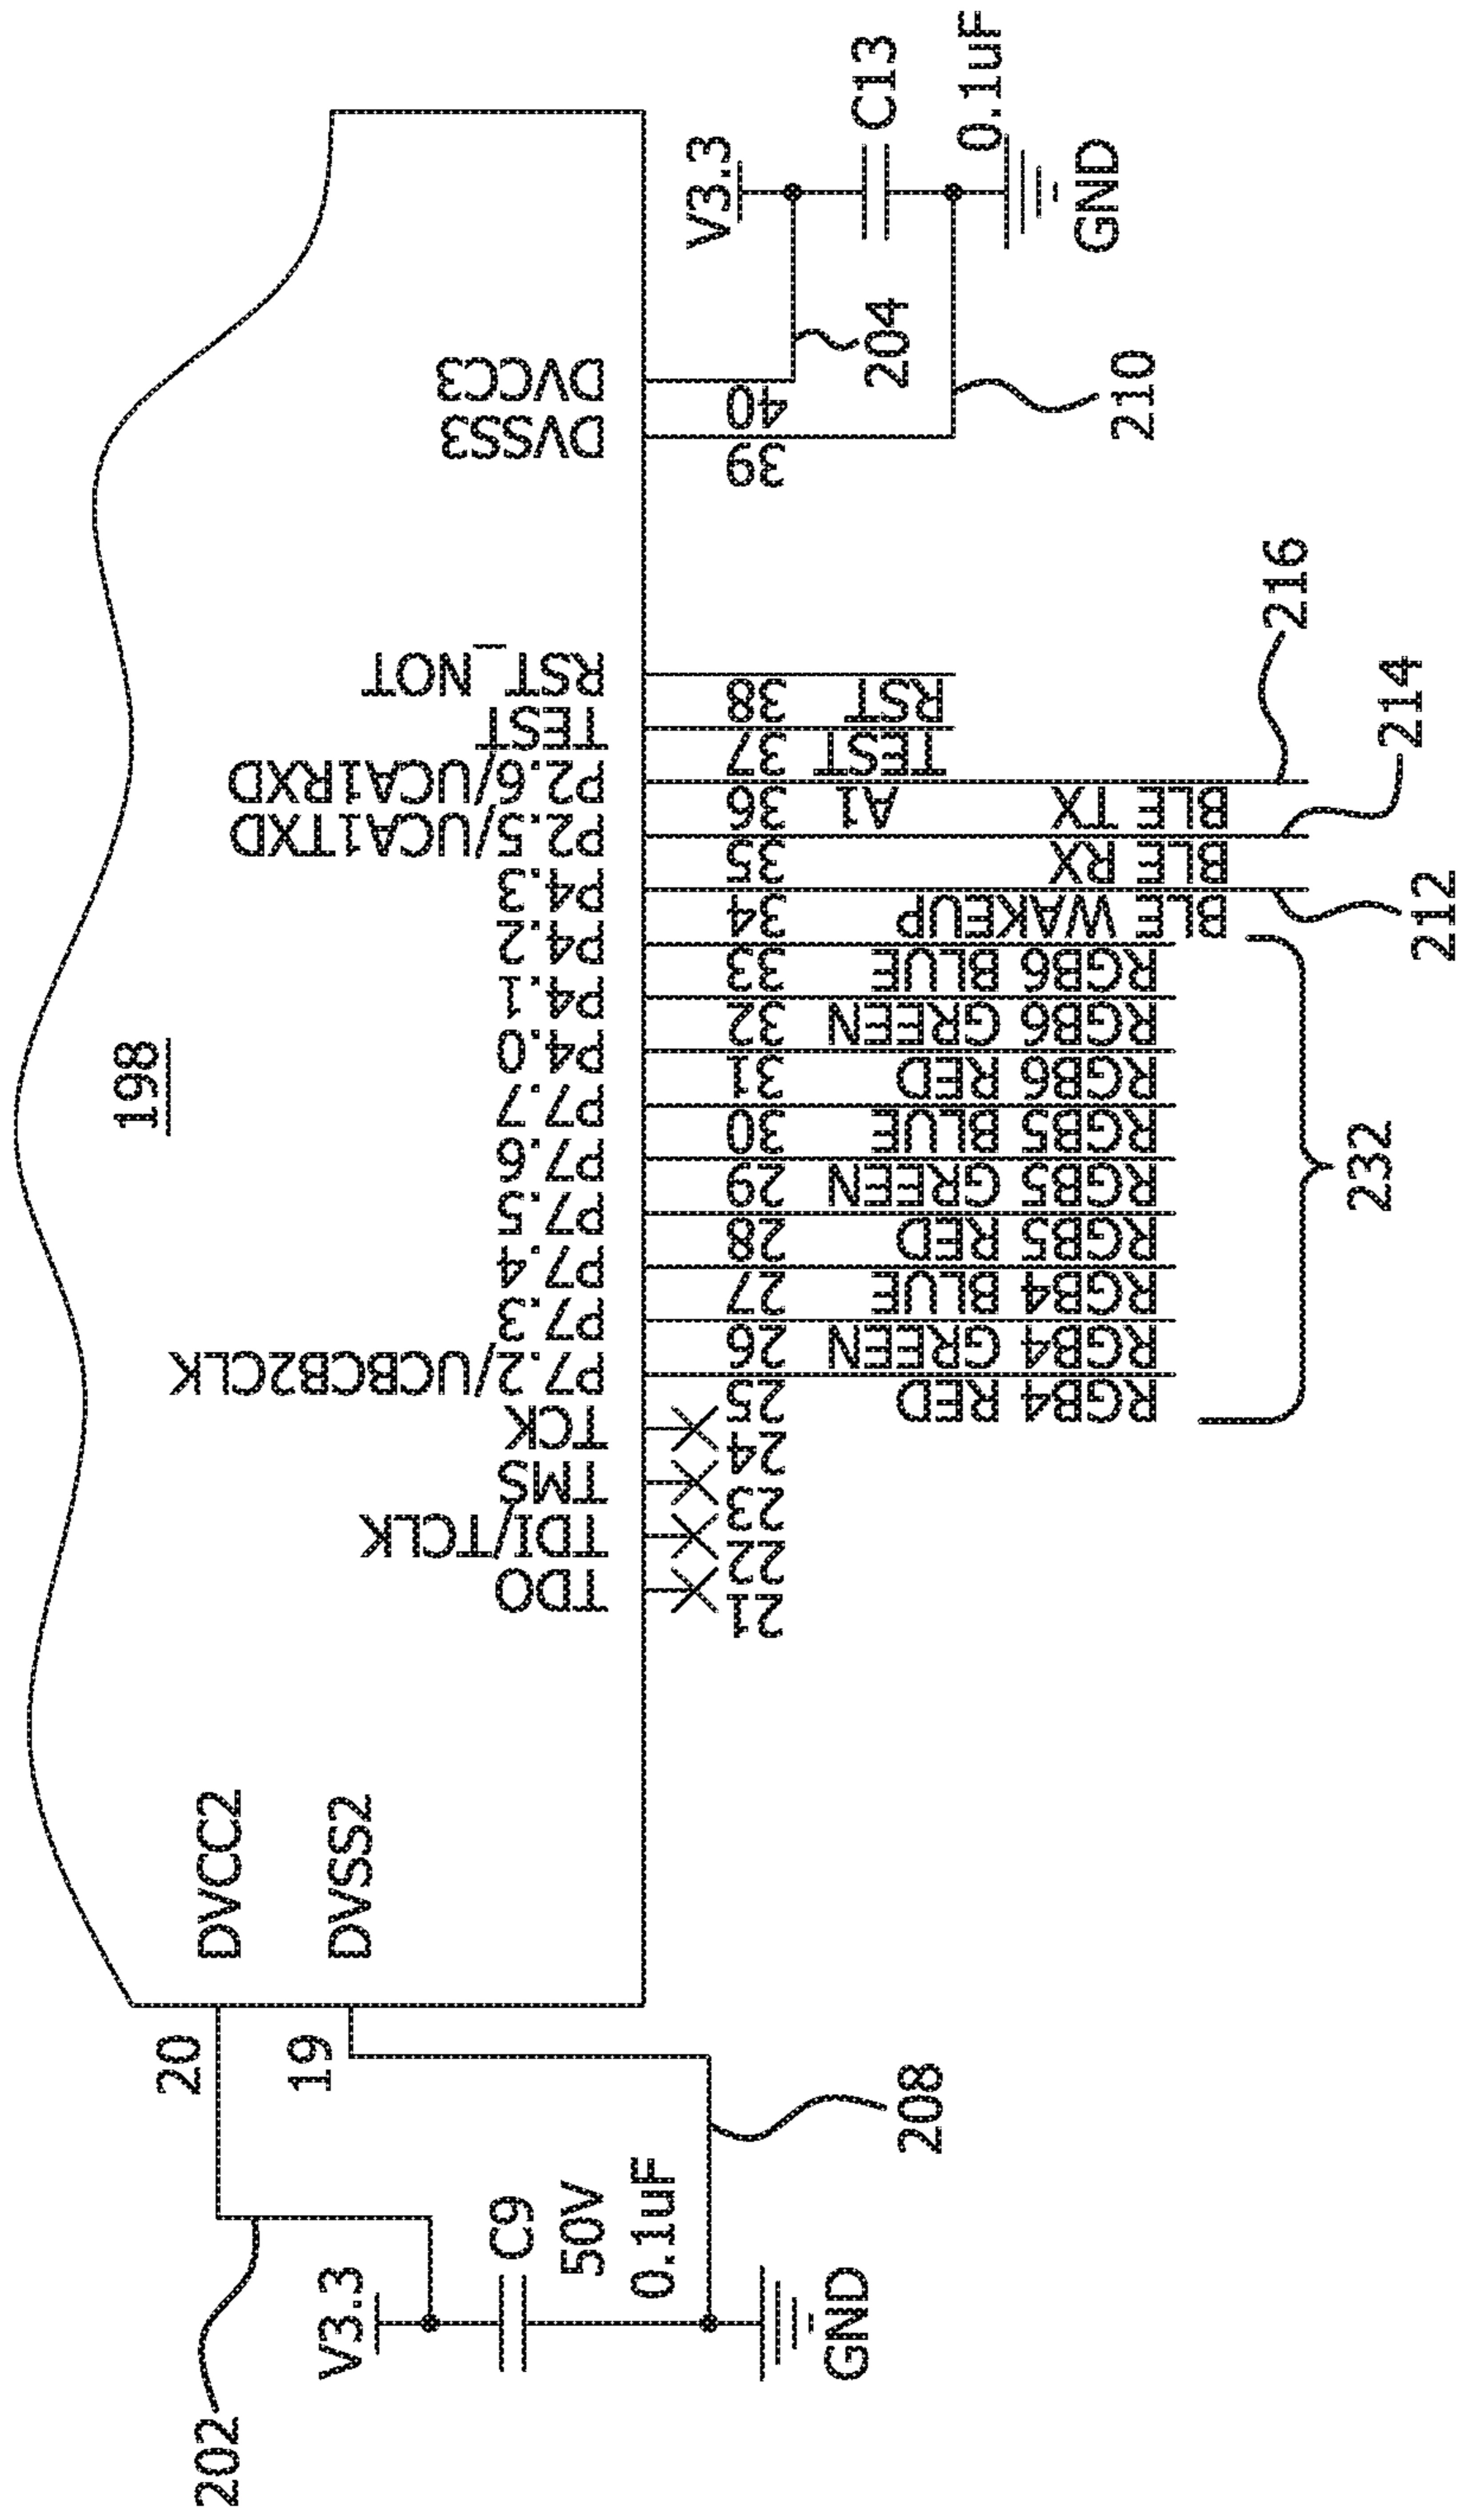 198
DVCC2
DVSS2
20
19
202
V3.3
C9
50V
0.1uF
GND
208
TDO
TDI/TCLK
TMS
TCK
P7.2/UCBCB2CLK
P7.3
P7.4
P7.5
P7.6
P7.7
P4.0
P4.1
P4.2
P4.3
P2.5/UCA1TXD
P2.6/UCA1RXD
TEST
RST_NOT
DVSS3
DVCC3
21
22
23
24
25 RGB4 RED
26 RGB4 GREEN
27 RGB4 BLUE
28 RGB5 RED
29 RGB5 GREEN
30 RGB5 BLUE
31 RGB6 RED
32 RGB6 GREEN
33 RGB6 BLUE
34 BLE WAKEUP
35 BLE RX
36 A1 BLE TX
37 TEST
38 RST
39
40
232
212
214
216
V3.3
C13
0.1uF
GND
204
210